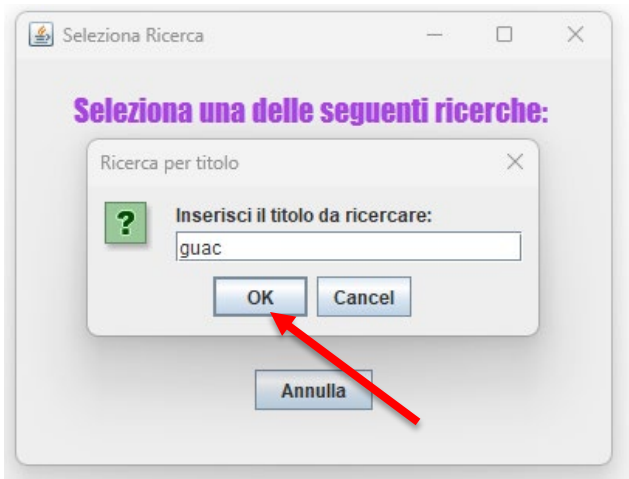 Seleziona Ricerca
Seleziona una delle seguenti ricerche:
Ricerca per titolo
?
Inserisci il titolo da ricercare:
guac
OK Cancel
Annulla